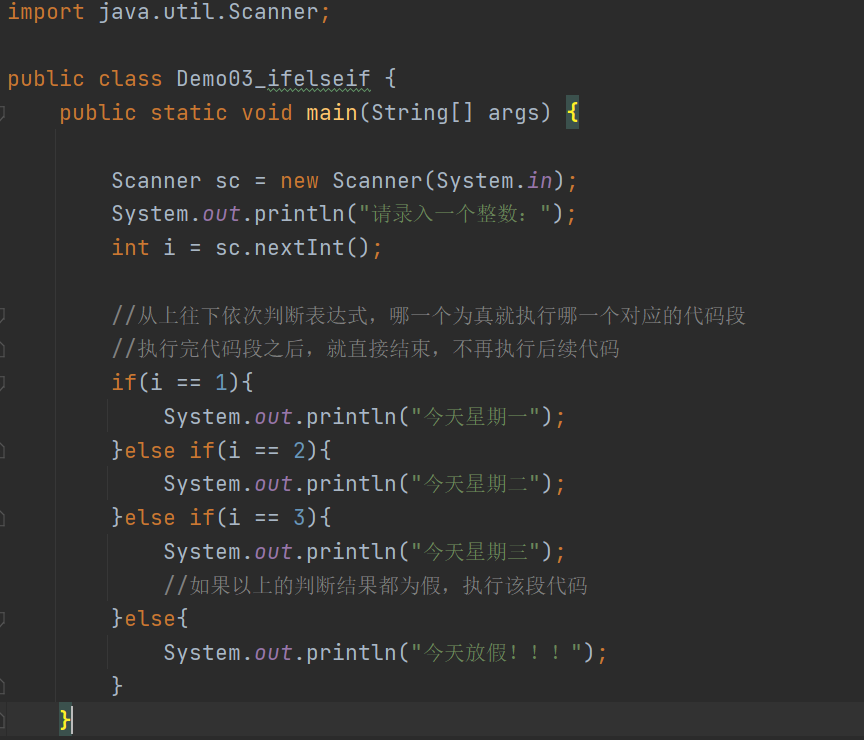 import java.util.Scanner;
public class Demo03_ifelseif {
public static void main(String[] args) {
Scanner sc = new Scanner(System.in);
System.out.println("请录入一个整数：");
int i = sc.nextInt();
//从上往下依次判断表达式，哪一个为真就执行哪一个对应的代码段
//执行完代码段之后，就直接结束，不再执行后续代码
if(i == 1){
System.out.println("今天星期一");
}else if(i == 2){
System.out.println("今天星期二");
}else if(i == 3){
System.out.println("今天星期三");
//如果以上的判断结果都为假，执行该段代码
}else{
System.out.println("今天放假！！！");
}
}